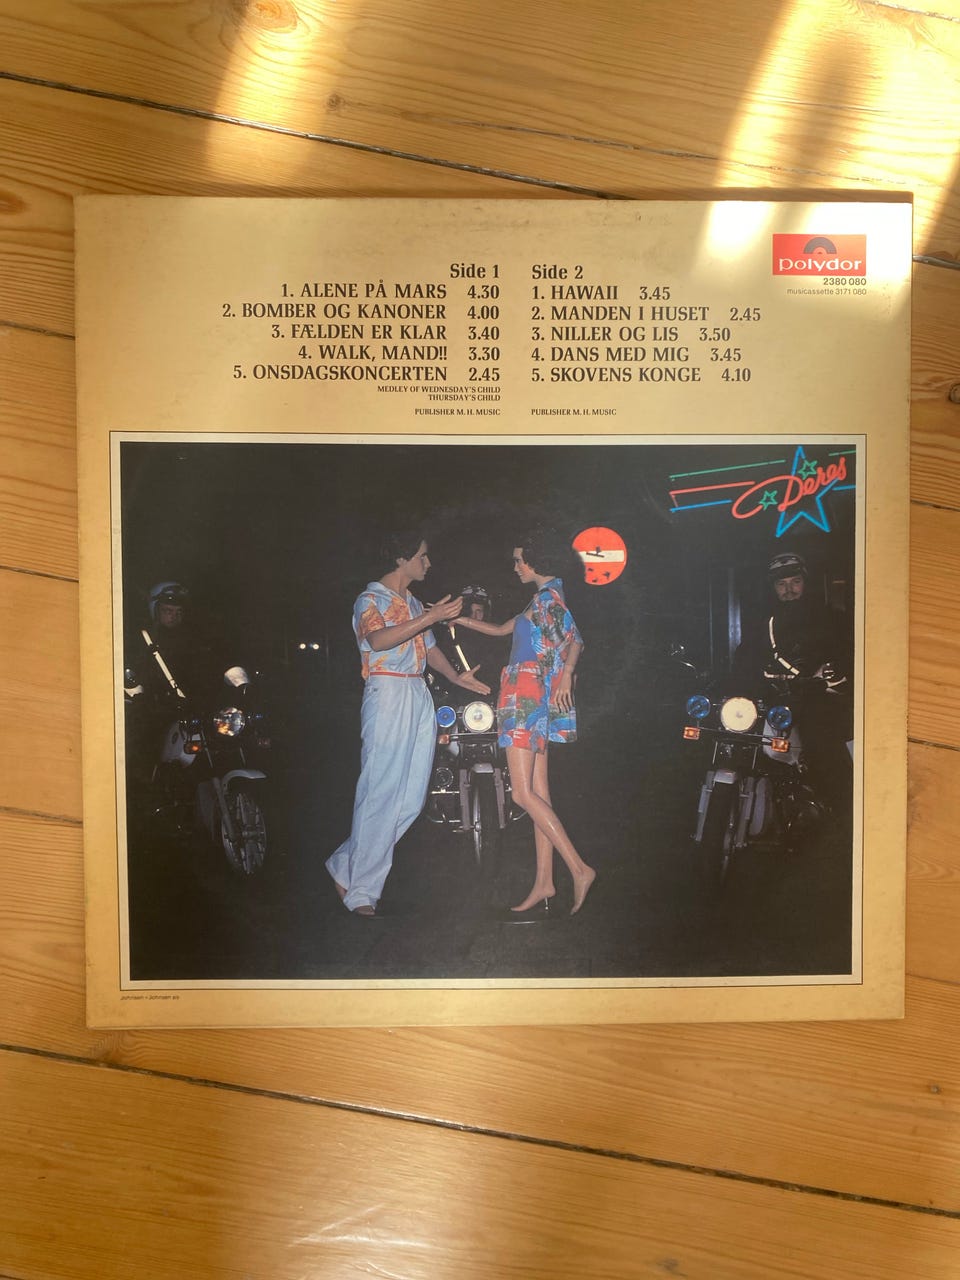 polydor
2380 080
musicassette 3171 080
Side 1
1. ALENE PÅ MARS 4.30
2. BOMBER OG KANONER 4.00
3. FÆLDEN ER KLAR 3.40
4. WALK, MAND!! 3.30
5. ONSDAGSKONCERTEN 2.45
MEDLEY OF WEDNESDAY'S CHILD
THURSDAY'S CHILD
PUBLISHER M. H. MUSIC
Side 2
1. HAWAII 3.45
2. MANDEN I HUSET 2.45
3. NILLER OG LIS 3.50
4. DANS MED MIG 3.45
5. SKOVENS KONGE 4.10
PUBLISHER M. H. MUSIC
Deres
Johnsen + Johnsen a/s